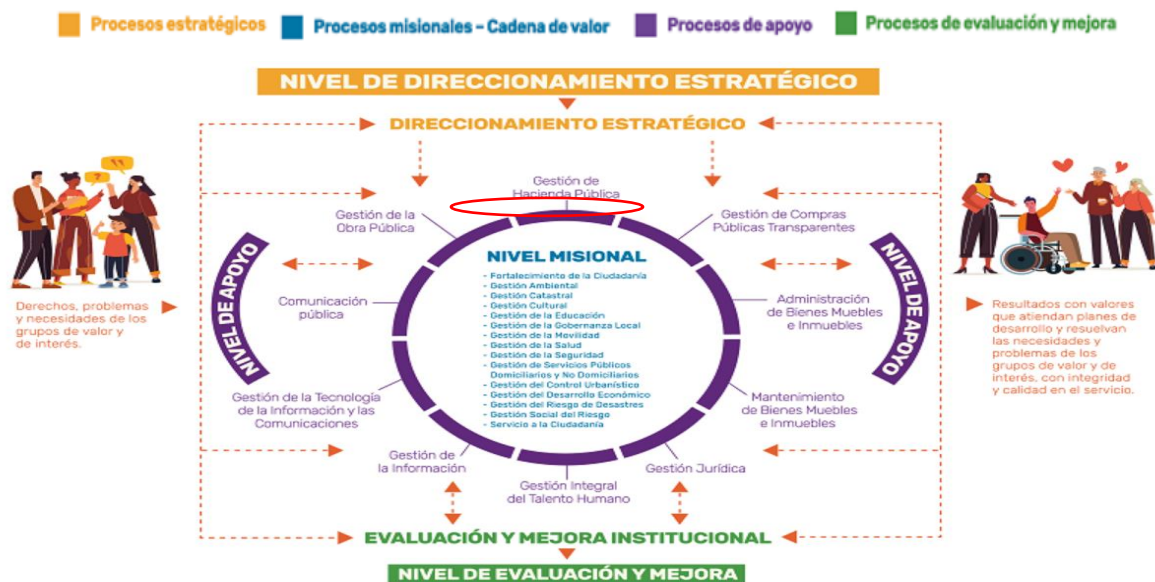 Procesos estratégicos
Procesos misionales – Cadena de valor
Procesos de apoyo
Procesos de evaluación y mejora
NIVEL DE DIRECCIONAMIENTO ESTRATÉGICO
DIRECCIONAMIENTO ESTRATÉGICO
Gestión de
Hacienda Pública
Gestión de la
Obra Pública
Gestión de Compras
Públicas Transparentes
NIVEL DE APOYO
Comunicación
pública
NIVEL MISIONAL
- Fortalecimiento de la Ciudadanía
- Gestión Ambiental
- Gestión Catastral
- Gestión Cultural
- Gestión de la Educación
- Gestión de la Gobernanza Local
- Gestión de la Movilidad
- Gestión de la Salud
- Gestión de la Seguridad
- Gestión de Servicios Públicos
Domiciliarios y No Domiciliarios
- Gestión del Control Urbanístico
- Gestión del Desarrollo Económico
- Gestión del Riesgo de Desastres
- Gestión Social del Riesgo
- Servicio a la Ciudadanía
Administración
de Bienes Muebles
e Inmuebles
NIVEL DE APOYO
Derechos, problemas
y necesidades de los
grupos de valor y
de interés.
Resultados con valores
que atiendan planes de
desarrollo y resuelvan
las necesidades y
problemas de los
grupos de valor y de
interés, con integridad
y calidad en el servicio.
Gestión de la Tecnología
de la Información y las
Comunicaciones
Mantenimiento
de Bienes Muebles
e Inmuebles
Gestión de
la Información
Gestión Integral
del Talento Humano
Gestión Jurídica
EVALUACIÓN Y MEJORA INSTITUCIONAL
NIVEL DE EVALUACIÓN Y MEJORA